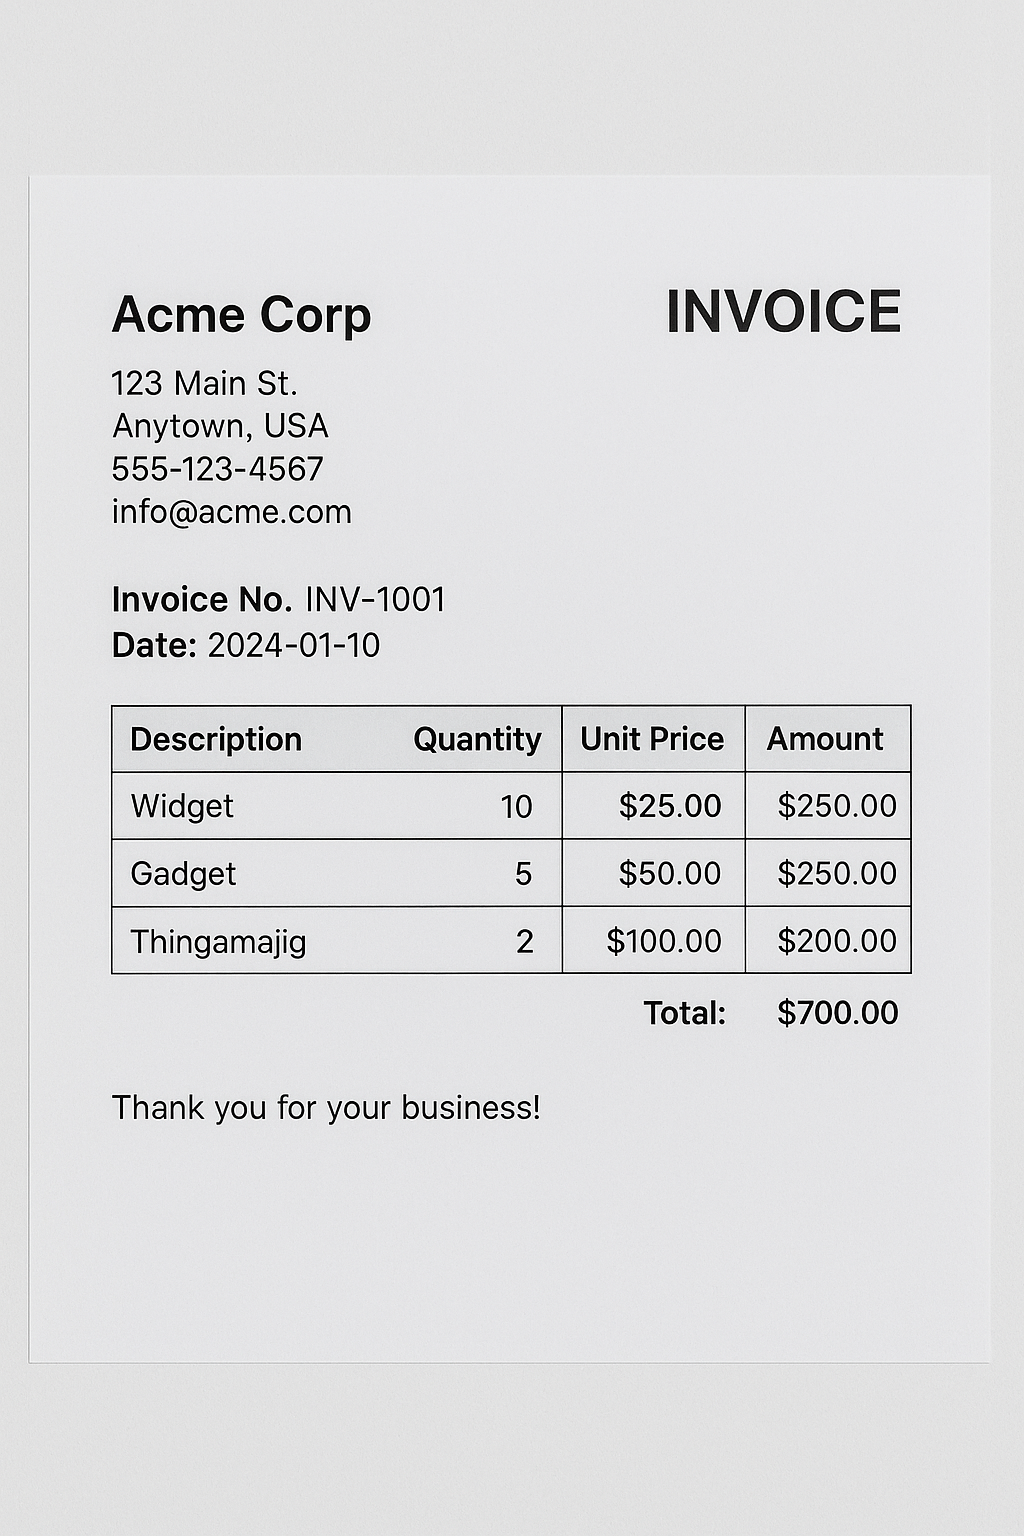 Acme Corp
INVOICE
123 Main St.
Anytown, USA
555-123-4567
info@acme.com
Invoice No. INV-1001
Date: 2024-01-10
Description Quantity Unit Price Amount
Widget 10 $25.00 $250.00
Gadget 5 $50.00 $250.00
Thingamajig 2 $100.00 $200.00
Total: $700.00
Thank you for your business!